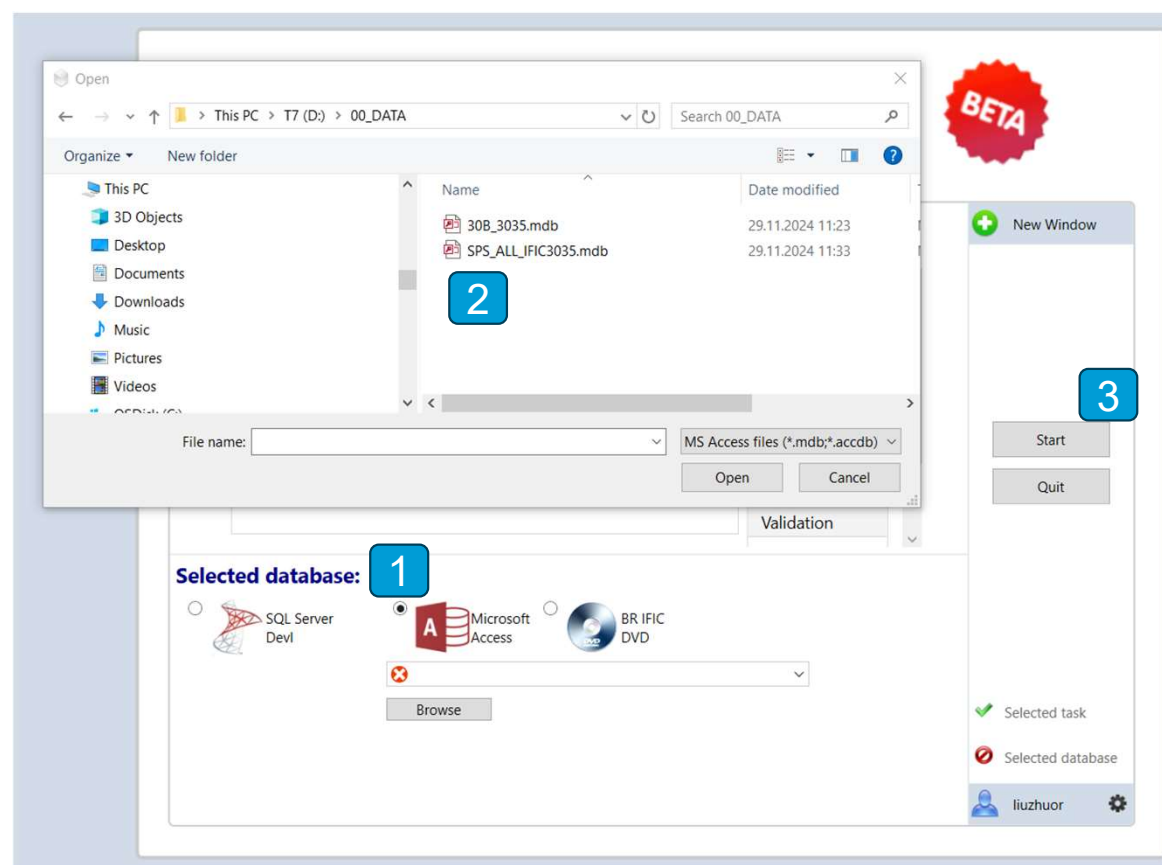 Open
BETA
This PC > T7 (D:) > 00_DATA
Search 00_DATA
Organize
New folder
This PC
3D Objects
Desktop
Documents
Downloads
Music
Pictures
Videos
Name
Date modified
30B_3035.mdb
29.11.2024 11:23
SPS_ALL_IFIC3035.mdb
29.11.2024 11:33
2
File name:
MS Access files (*.mdb;*.accdb)
Open
Cancel
New Window
3
Start
Quit
Validation
Selected database:
1
SQL Server
Devl
A
Microsoft
Access
DVD
BR IFIC
DVD
Browse
Selected task
Selected database
liuzhuor